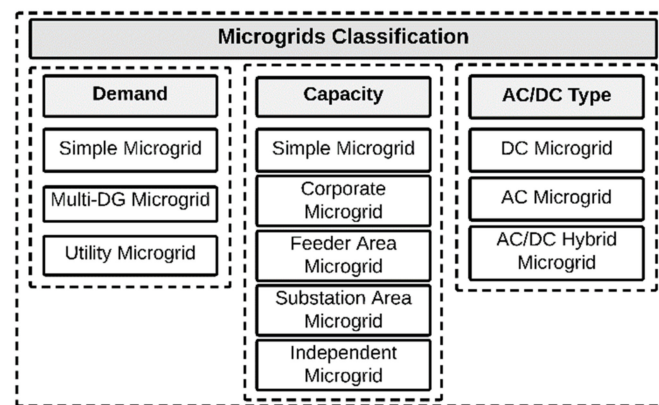 Microgrids Classification
Demand
Simple Microgrid
Multi-DG Microgrid
Utility Microgrid
Capacity
Simple Microgrid
Corporate
Microgrid
Feeder Area
Microgrid
Substation Area
Microgrid
Independent
Microgrid
AC/DC Type
DC Microgrid
AC Microgrid
AC/DC Hybrid
Microgrid